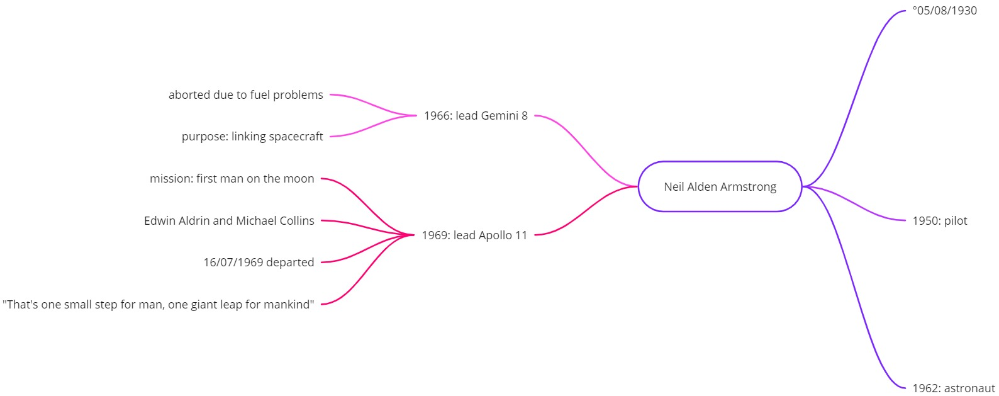 °05/08/1930
aborted due to fuel problems
1966: lead Gemini 8
purpose: linking spacecraft
mission: first man on the moon
Neil Alden Armstrong
Edwin Aldrin and Michael Collins
1950: pilot
1969: lead Apollo 11
16/07/1969 departed
"That's one small step for man, one giant leap for mankind"
1962: astronaut